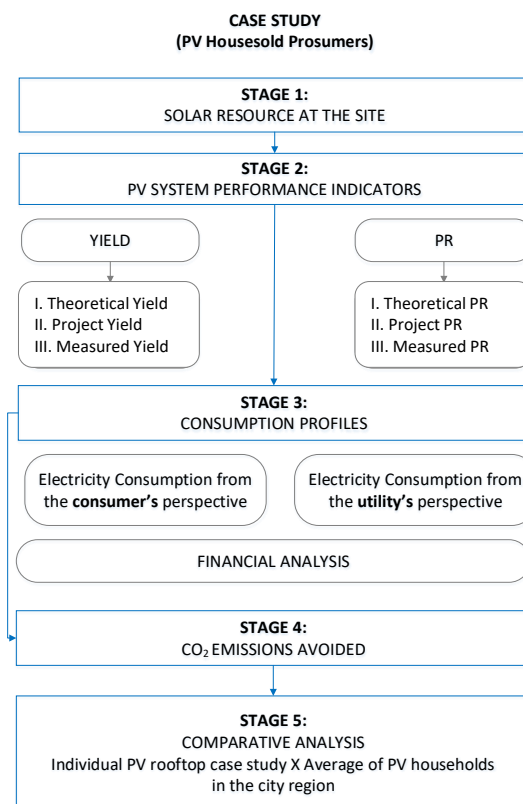 CASE STUDY
(PV Housesold Prosumers)
STAGE 1:
SOLAR RESOURCE AT THE SITE
STAGE 2:
PV SYSTEM PERFORMANCE INDICATORS
YIELD
PR
I. Theoretical Yield
II. Project Yield
III. Measured Yield
I. Theoretical PR
II. Project PR
III. Measured PR
STAGE 3:
CONSUMPTION PROFILES
Electricity Consumption from
the consumer's perspective
Electricity Consumption from
the utility's perspective
FINANCIAL ANALYSIS
STAGE 4:
CO₂ EMISSIONS AVOIDED
STAGE 5:
COMPARATIVE ANALYSIS
Individual PV rooftop case study X Average of PV households
in the city region